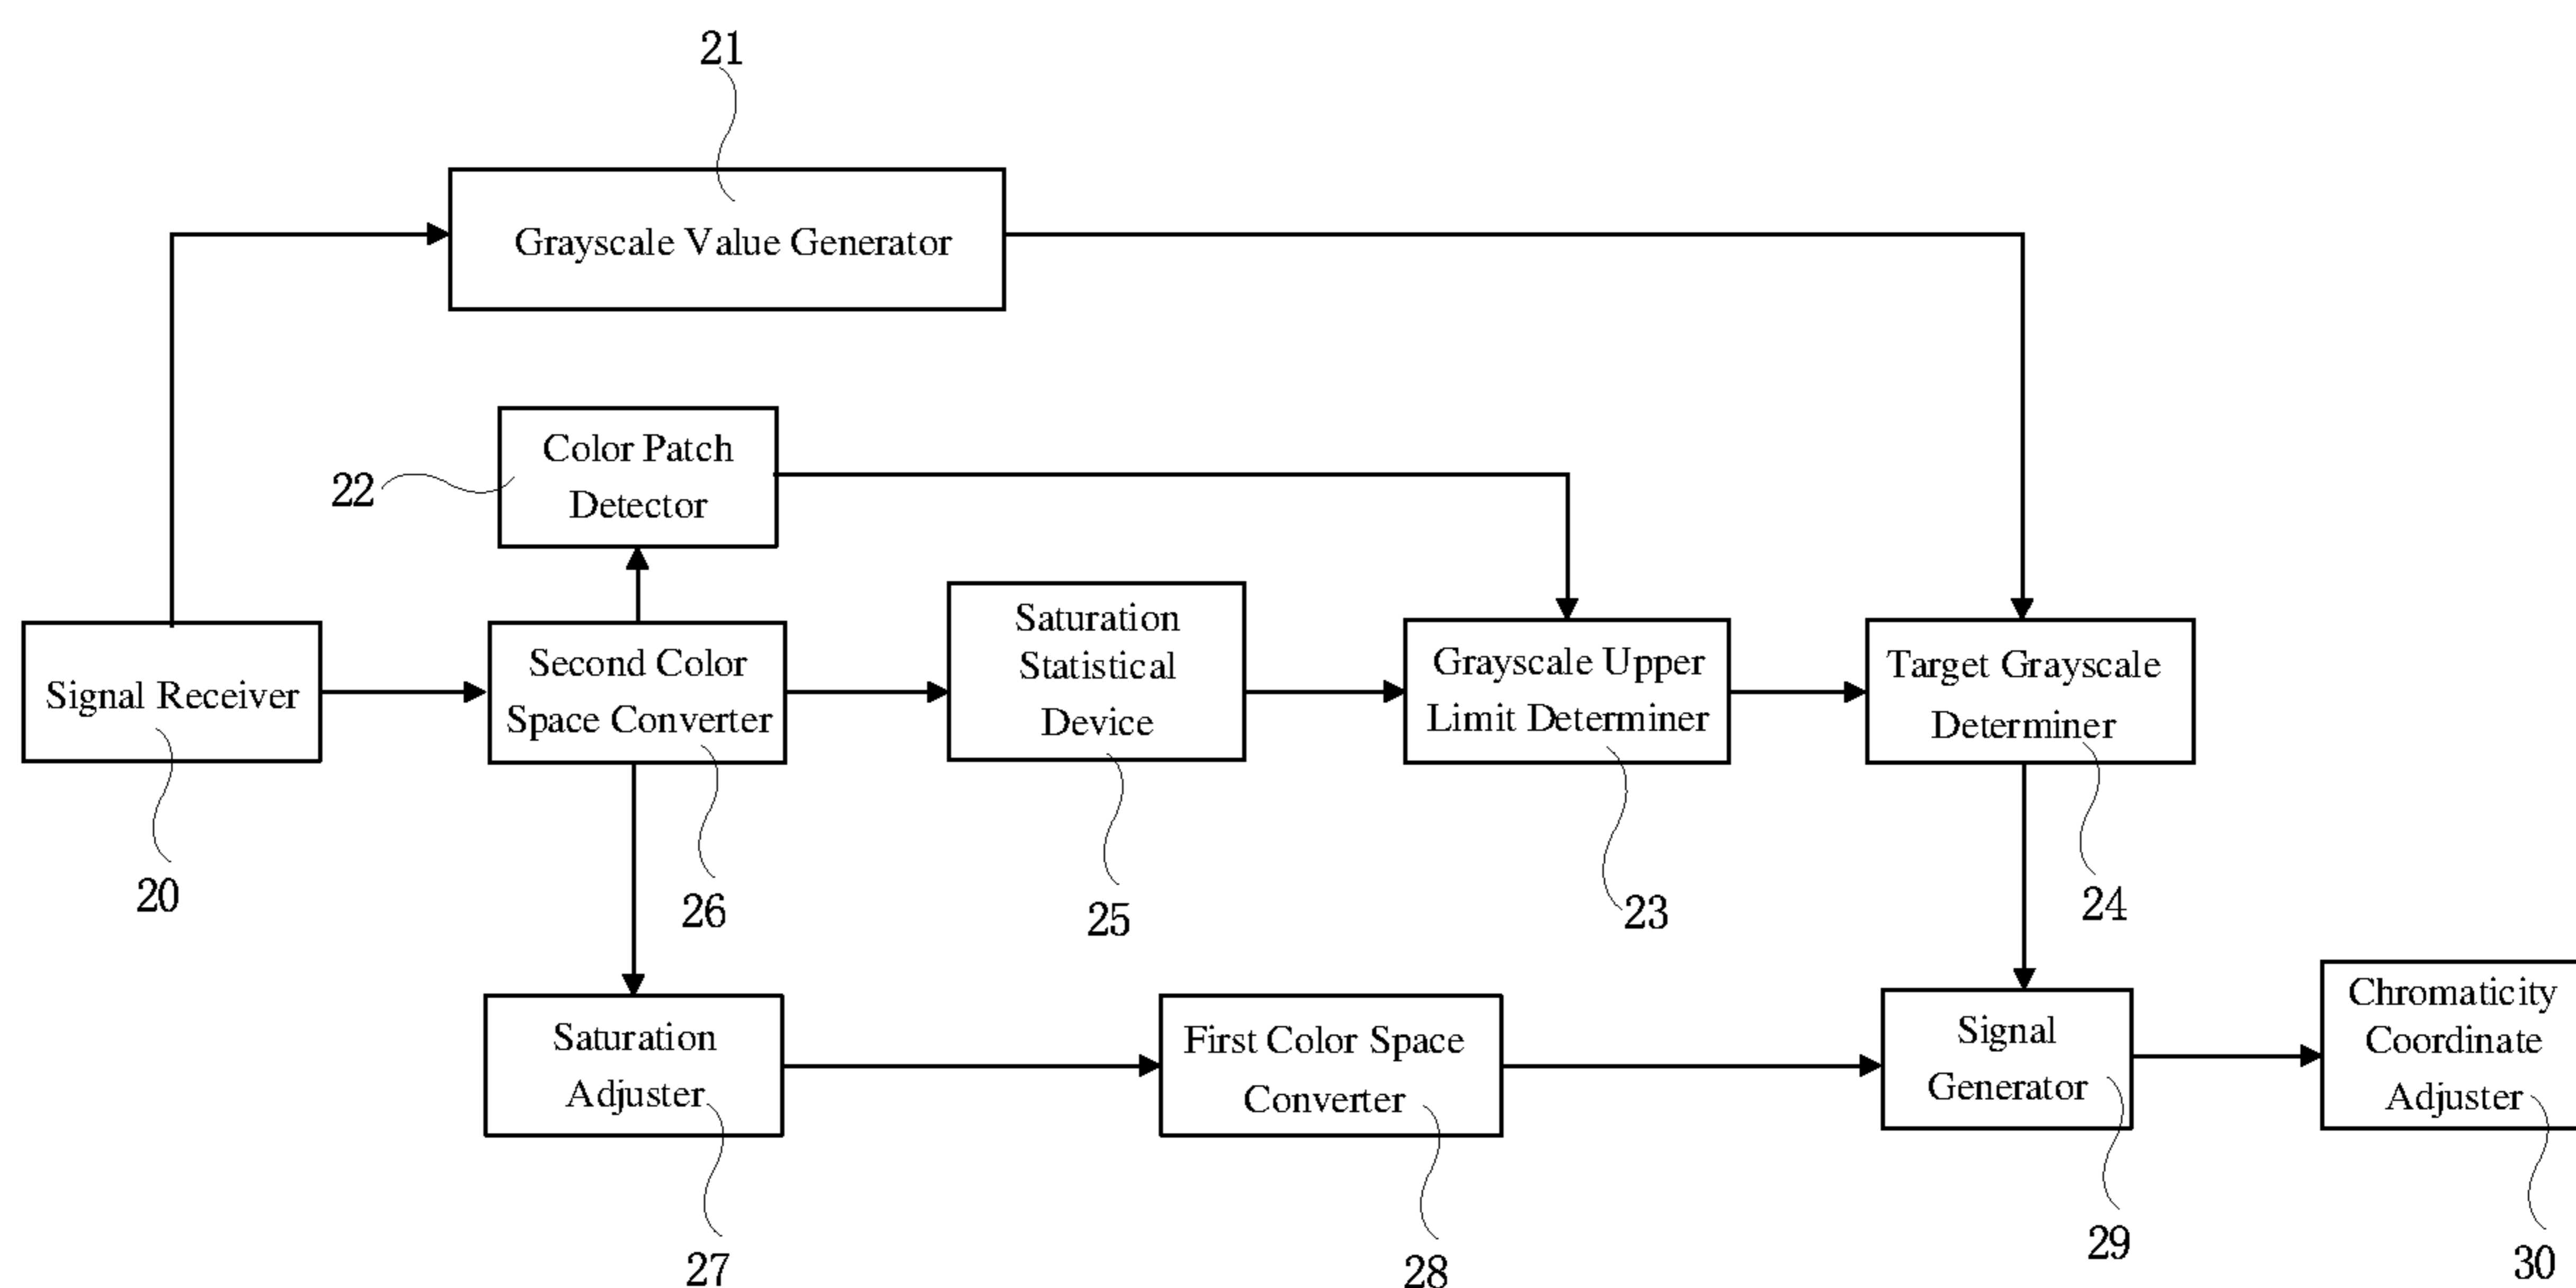 21
Grayscale Value Generator
Color Patch
Detector
22
Signal Receiver
20
Second Color
Space Converter
26
Saturation
Statistical
Device
25
Grayscale Upper
Limit Determiner
23
Target Grayscale
Determiner
24
Saturation
Adjuster
27
First Color Space
Converter
28
Signal
Generator
29
Chromaticity
Coordinate
Adjuster
30